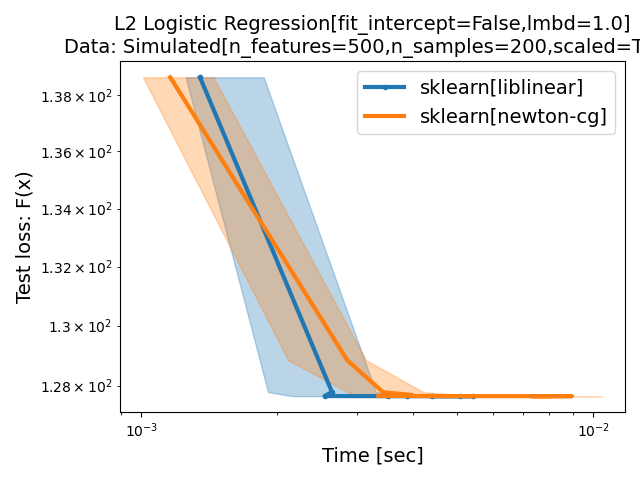 L2 Logistic Regression[fit_intercept=False,lmbd=1.0]
Data: Simulated[n_features=500,n_samples=200,scaled=T
sklearn[liblinear]
sklearn[newton-cg]
Test loss: F(x)
1.38 × 10²
1.36 × 10²
1.34 × 10²
1.32 × 10²
1.3 × 10²
1.28 × 10²
10⁻³
10⁻²
Time [sec]